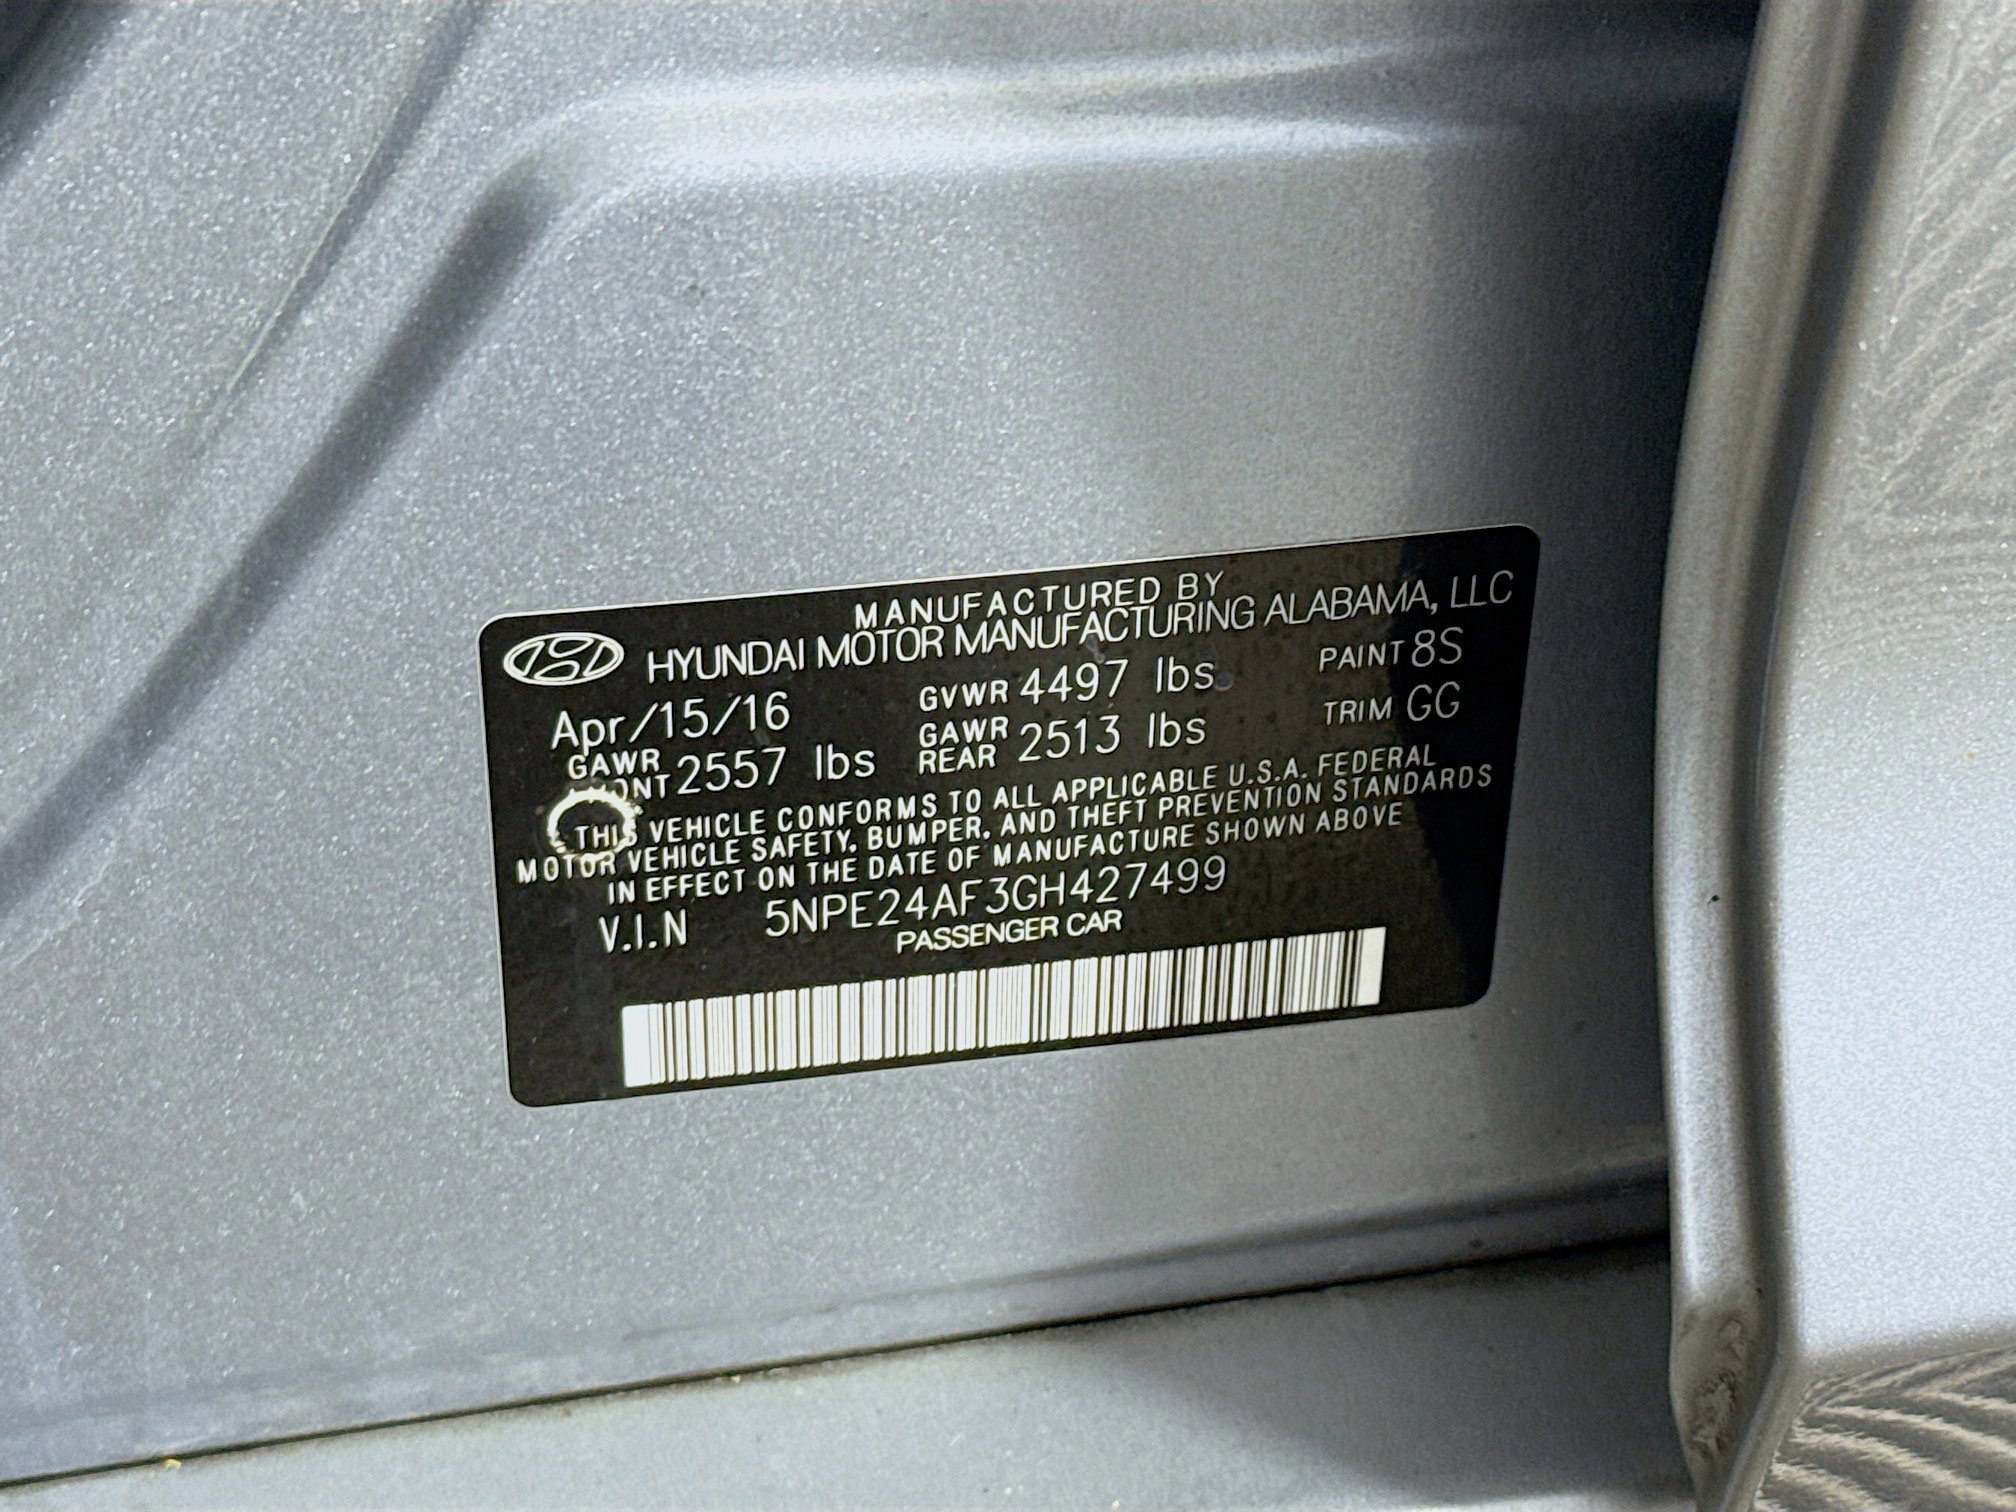 MANUFACTURED BY
HYUNDAI MOTOR MANUFACTURING ALABAMA, LLC
Apr/15/16 GVWR 4497 lbs PAINT 8S
GAWR FRONT 2557 lbs GAWR REAR 2513 lbs TRIM GG
THIS VEHICLE CONFORMS TO ALL APPLICABLE U.S.A. FEDERAL
MOTOR VEHICLE SAFETY, BUMPER, AND THEFT PREVENTION STANDARDS
IN EFFECT ON THE DATE OF MANUFACTURE SHOWN ABOVE
V.I.N 5NPE24AF3GH427499
PASSENGER CAR